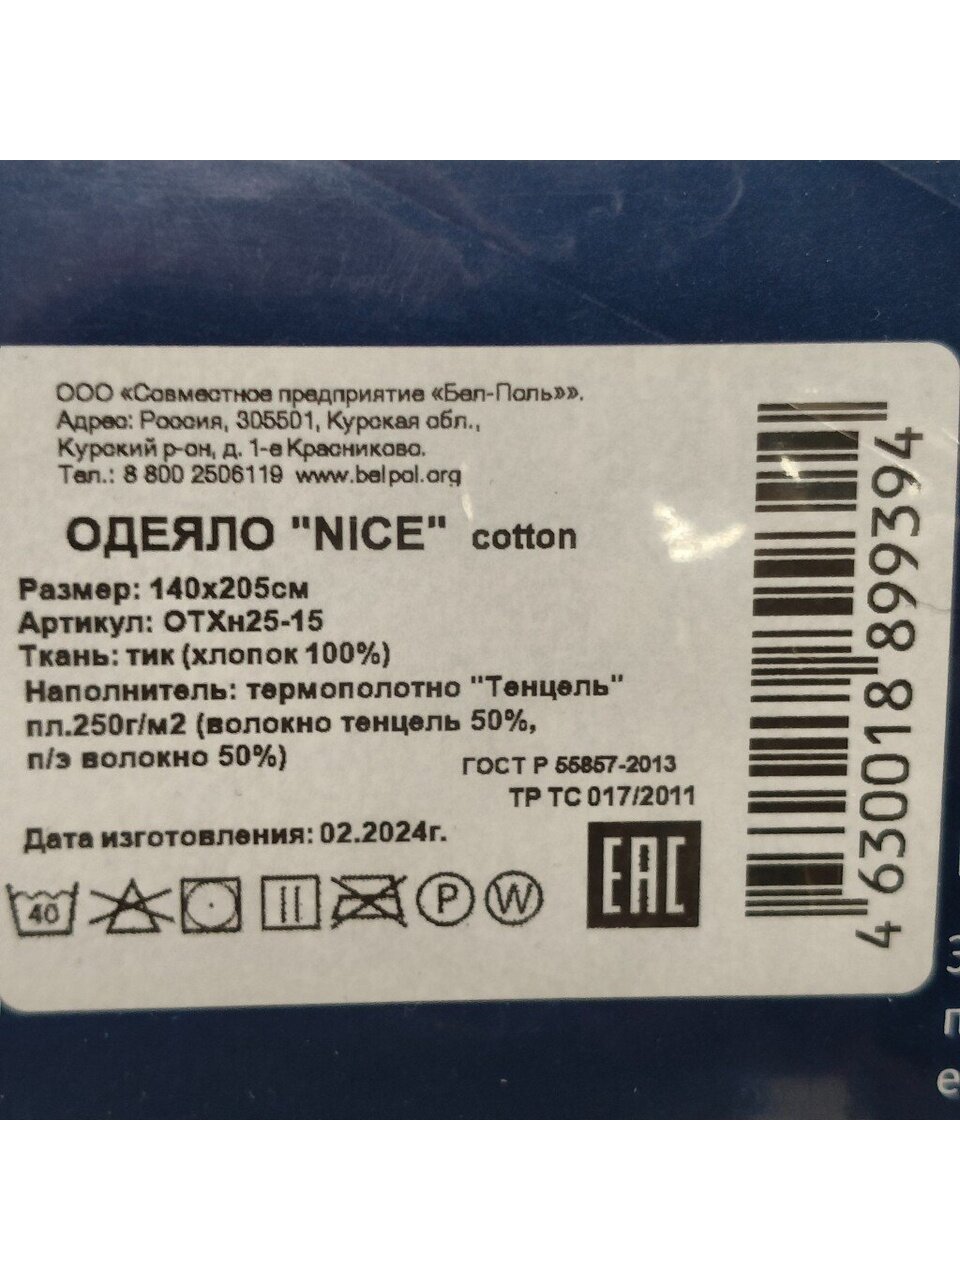 ООО «Совместное предприятие «Бел-Поль»».
Адрес: Россия, 305501, Курская обл.,
Курский р-он, д. 1-е Красниково.
Тел.: 8 800 2506119 www.belpol.org
ОДЕЯЛО "NICE" cotton
Размер: 140х205см
Артикул: ОТХн25-15
Ткань: тик (хлопок 100%)
Наполнитель: термополотно "Тенцель"
пл.250г/м2 (волокно тенцель 50%,
п/э волокно 50%)
ГОСТ Р 55857-2013
ТР ТС 017/2011
Дата изготовления: 02.2024г.
40
P
W
EAC
4 630018 899394